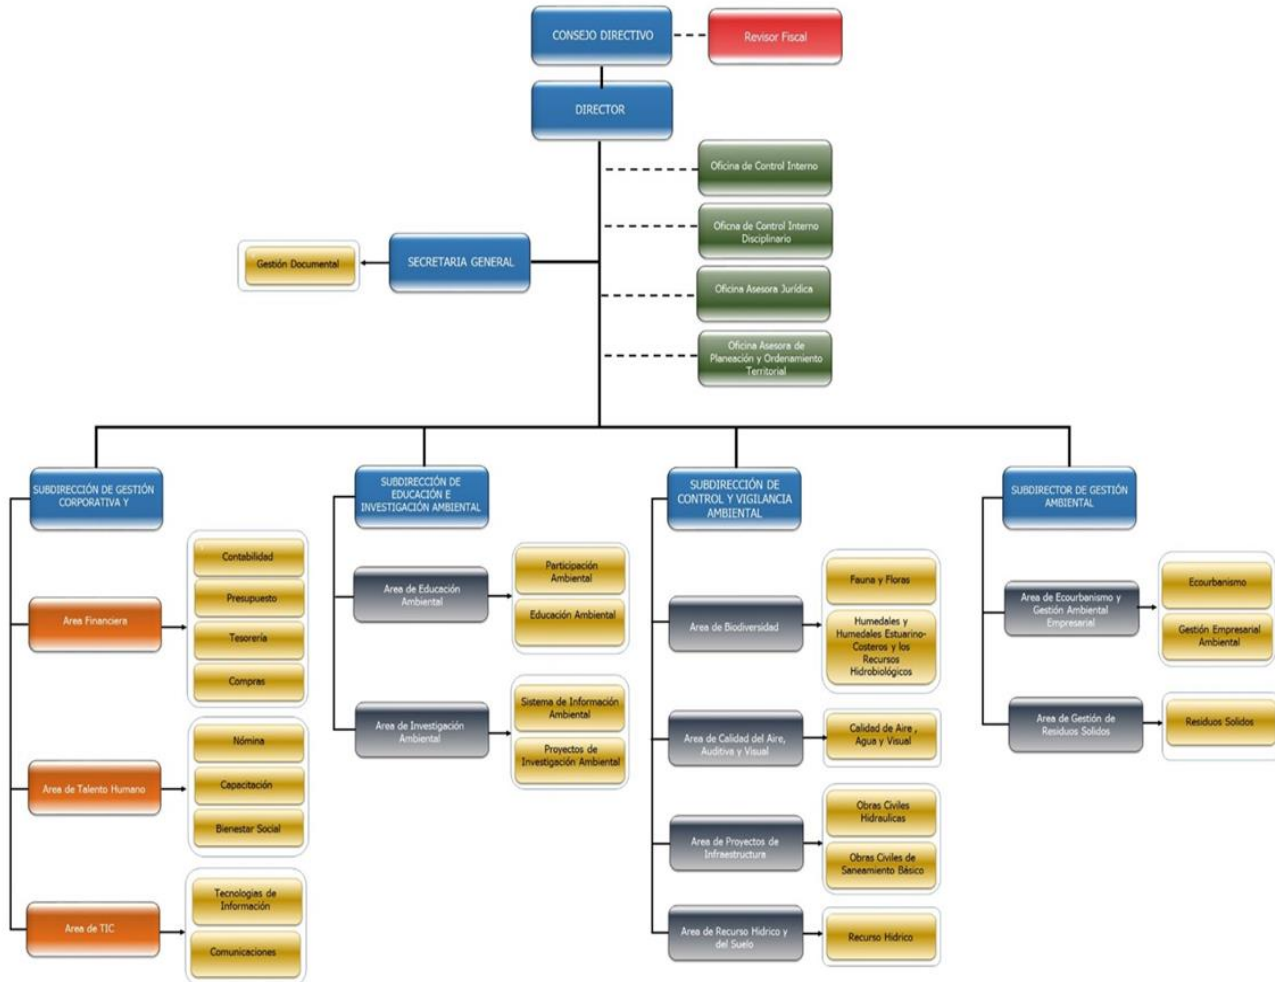 CONSEJO DIRECTIVO
Revisor Fiscal
DIRECTOR
Oficina de Control Interno
Oficna de Control Interno
Disciplinario
Gestión Documental
SECRETARIA GENERAL
Oficina Asesora Jurídica
Oficina Asesora de
Planeación y Ordenamiento
Territorial
SUBDIRECCIÓN DE GESTIÓN
CORPORATIVA Y
Area Financiera
Contabilidad
Presupuesto
Tesorería
Compras
Area de Talento Humano
Nómina
Capacitación
Bienestar Social
Area de TIC
Tecnologias de
Información
Comunicaciones
SUBDIRECCIÓN DE
EDUCACIÓN E
INVESTIGACIÓN AMBIENTAL
Area de Educación
Ambiental
Participación
Ambiental
Educación Ambiental
Area de Investigación
Ambiental
Sistema de Información
Ambiental
Proyectos de
Investigación Ambiental
SUBDIRECCIÓN DE
CONTROL Y VIGILANCIA
AMBIENTAL
Area de Biodiversidad
Fauna y Floras
Humedales y
Humedales Estuarino-
Costeros y los
Recursos
Hidrobiológicos
Area de Calidad del Aire,
Auditiva y Visual
Calidad de Aire ,
Agua y Visual
Area de Proyectos de
Infraestructura
Obras Civiles
Hidraulicas
Obras Civiles de
Saneamiento Básico
Area de Recurso Hidrico y
del Suelo
Recurso Hidrico
SUBDIRECTOR DE GESTIÓN
AMBIENTAL
Area de Ecourbanismo y
Gestión Ambiental
Empresarial
Ecourbanismo
Gestión Empresarial
Ambiental
Area de Gestión de
Residuos Solidos
Residuos Solidos